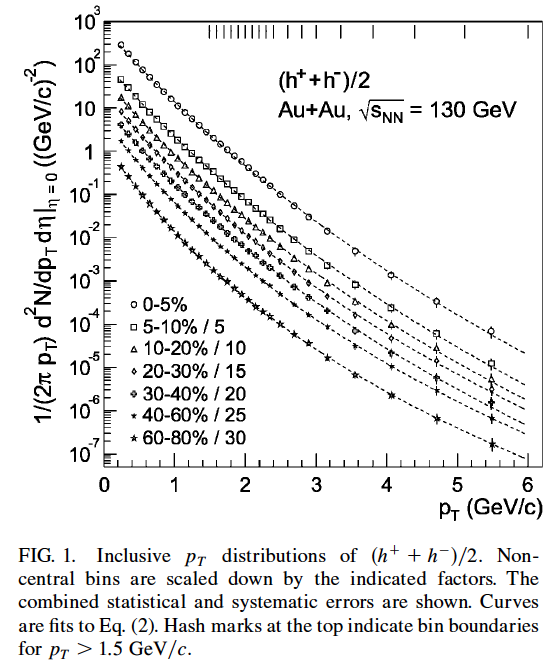 10³
10²
10
1
10⁻¹
10⁻²
10⁻³
10⁻⁴
10⁻⁵
10⁻⁶
10⁻⁷
1/(2π p_T) d²N/dp_T dη|_η = 0 ((GeV/c)⁻²)
(h⁺+h⁻)/2
Au+Au, √s_NN = 130 GeV
0-5%
5-10% / 5
10-20% / 10
20-30% / 15
30-40% / 20
40-60% / 25
60-80% / 30
0 1 2 3 4 5 6
p_T (GeV/c)
FIG. 1. Inclusive p_T distributions of (h⁺ + h⁻)/2. Non-
central bins are scaled down by the indicated factors. The
combined statistical and systematic errors are shown. Curves
are fits to Eq. (2). Hash marks at the top indicate bin boundaries
for p_T > 1.5 GeV/c.